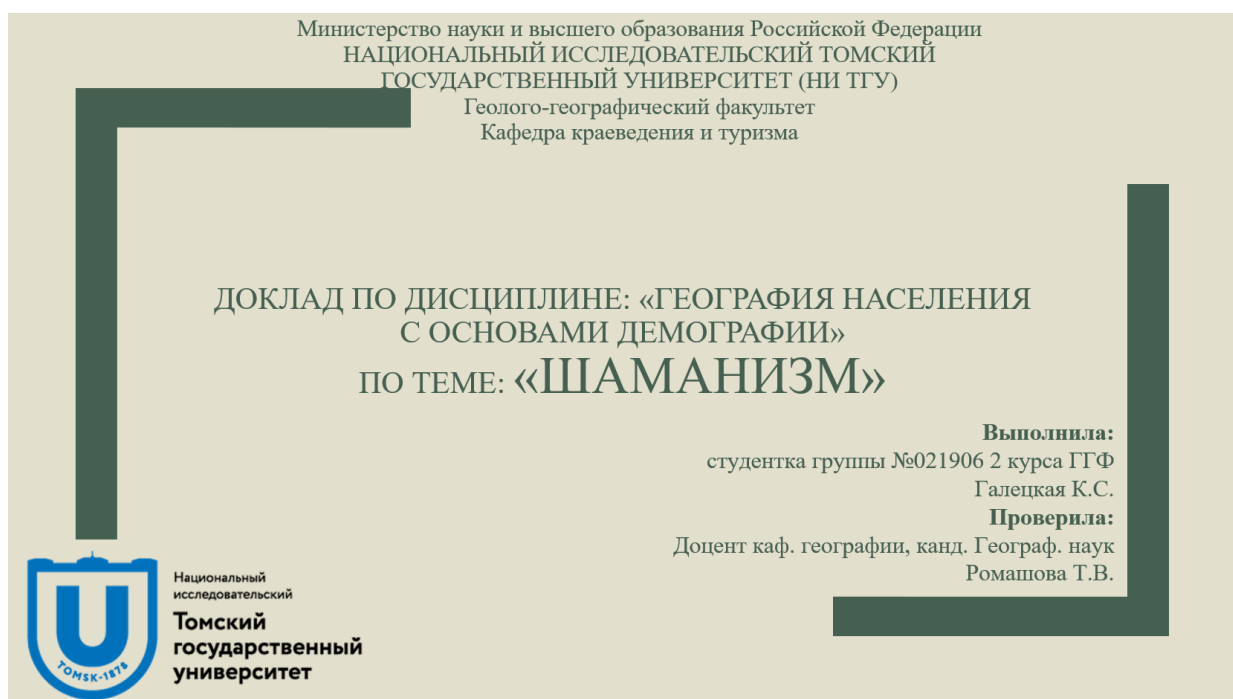 Министерство науки и высшего образования Российской Федерации
НАЦИОНАЛЬНЫЙ ИССЛЕДОВАТЕЛЬСКИЙ ТОМСКИЙ
ГОСУДАРСТВЕННЫЙ УНИВЕРСИТЕТ (НИ ТГУ)
Геолого-географический факультет
Кафедра краеведения и туризма
ДОКЛАД ПО ДИСЦИПЛИНЕ: «ГЕОГРАФИЯ НАСЕЛЕНИЯ
С ОСНОВАМИ ДЕМОГРАФИИ»
ПО ТЕМЕ: «ШАМАНИЗМ»
Выполнила:
студентка группы №021906 2 курса ГГФ
Галецкая К.С.
Проверила:
Доцент каф. географии, канд. Географ. наук
Ромашова Т.В.
TOMSK-1878
Национальный
исследовательский
Томский
государственный
университет